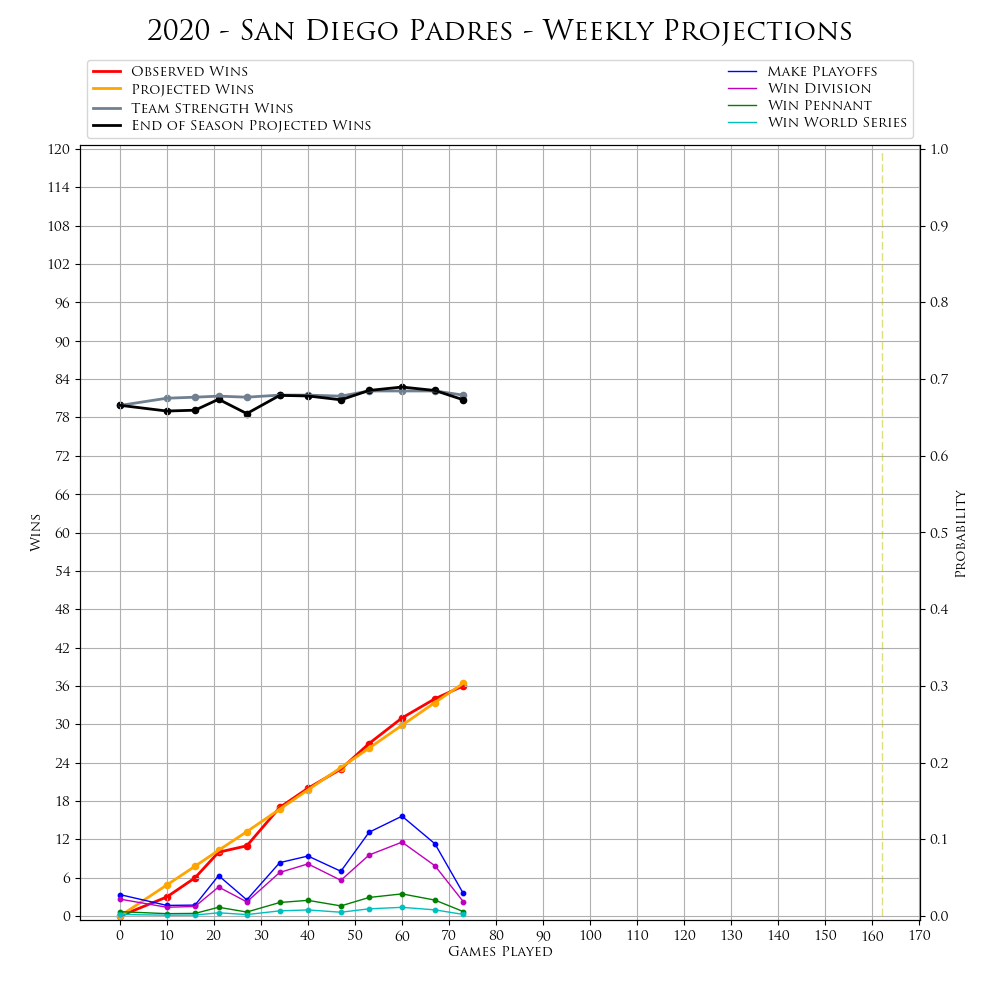 2020 - San Diego Padres - Weekly Projections
Observed Wins
Projected Wins
Team Strength Wins
End of Season Projected Wins
Make Playoffs
Win Division
Win Pennant
Win World Series
120
114
108
102
96
90
84
78
72
66
60
54
48
42
36
30
24
18
12
6
0
Wins
1.0
0.9
0.8
0.7
0.6
0.5
0.4
0.3
0.2
0.1
0.0
Probability
0 10 20 30 40 50 60 70 80 90 100 110 120 130 140 150 160 170
Games Played